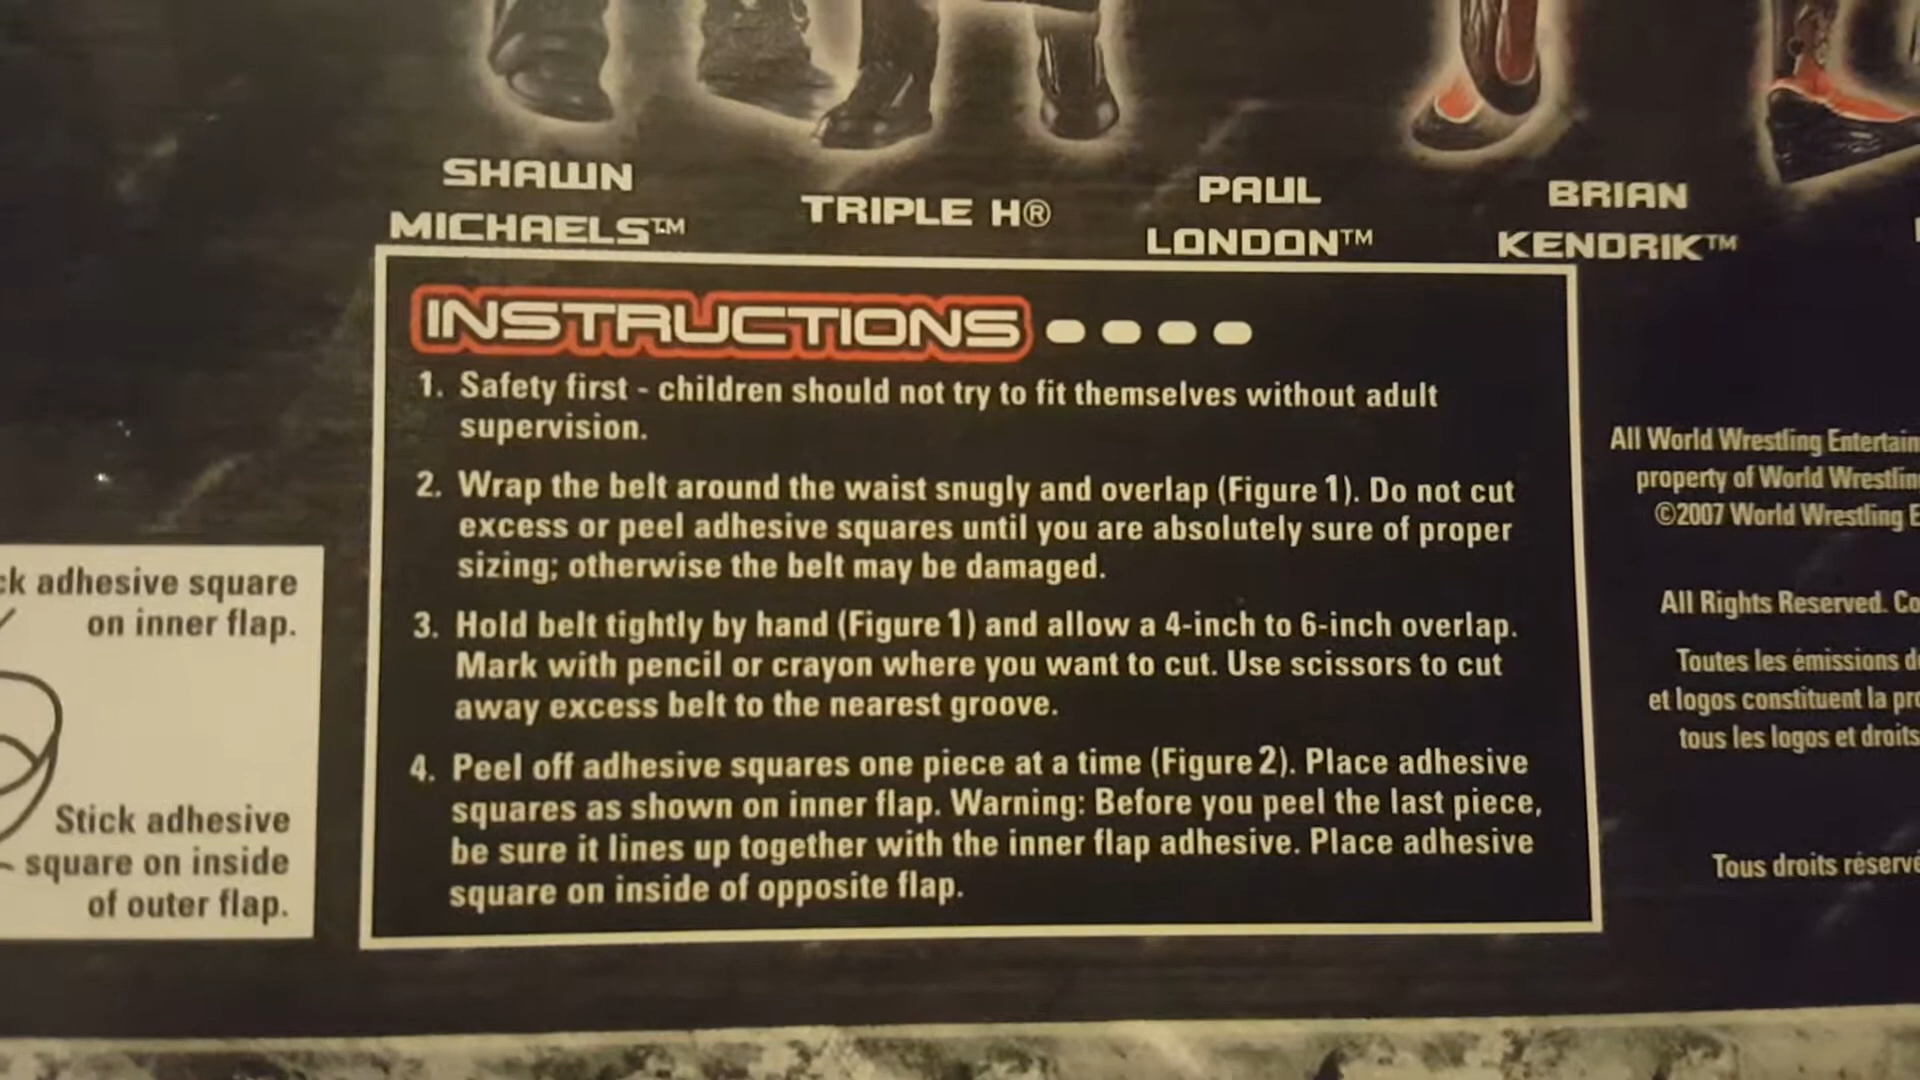 SHAWN
MICHAELS™
TRIPLE H®
PAUL
LONDON™
BRIAN
KENDRIK™
INSTRUCTIONS
1. Safety first - children should not try to fit themselves without adult
supervision.
2. Wrap the belt around the waist snugly and overlap (Figure 1). Do not cut
excess or peel adhesive squares until you are absolutely sure of proper
sizing; otherwise the belt may be damaged.
3. Hold belt tightly by hand (Figure 1) and allow a 4-inch to 6-inch overlap.
Mark with pencil or crayon where you want to cut. Use scissors to cut
away excess belt to the nearest groove.
4. Peel off adhesive squares one piece at a time (Figure 2). Place adhesive
squares as shown on inner flap. Warning: Before you peel the last piece,
be sure it lines up together with the inner flap adhesive. Place adhesive
square on inside of opposite flap.
adhesive square
on inner flap.
Stick adhesive
square on inside
of outer flap.
All World Wrestling
property of World
©2007 World Wrestling
All Rights Reserved.
Toutes les émissions
et logos constituent la
tous les logos et droits
Tous droits